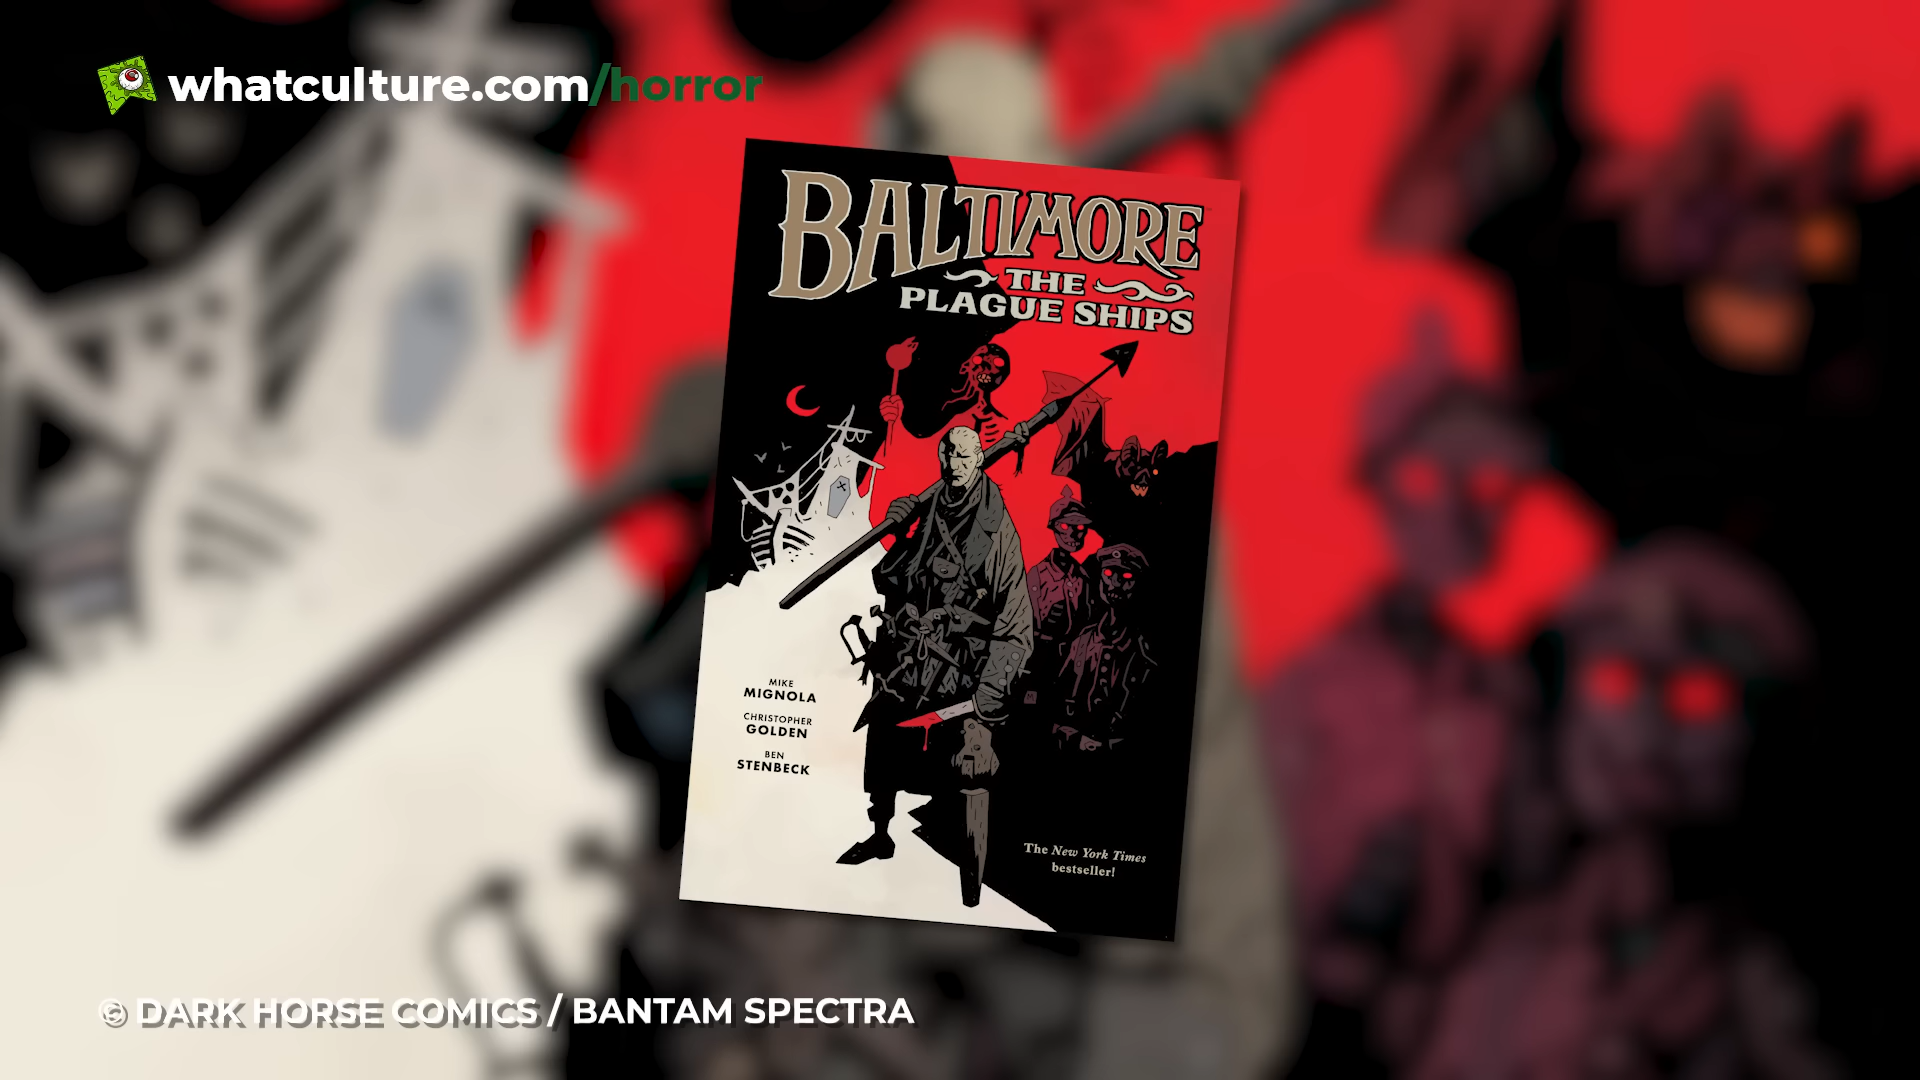 whatculture.com/horror
BALTIMORE
THE
PLAGUE SHIPS
MIKE
MIGNOLA
CHRISTOPHER
GOLDEN
BEN
STENBECK
The New York Times
bestseller!
© DARK HORSE COMICS / BANTAM SPECTRA